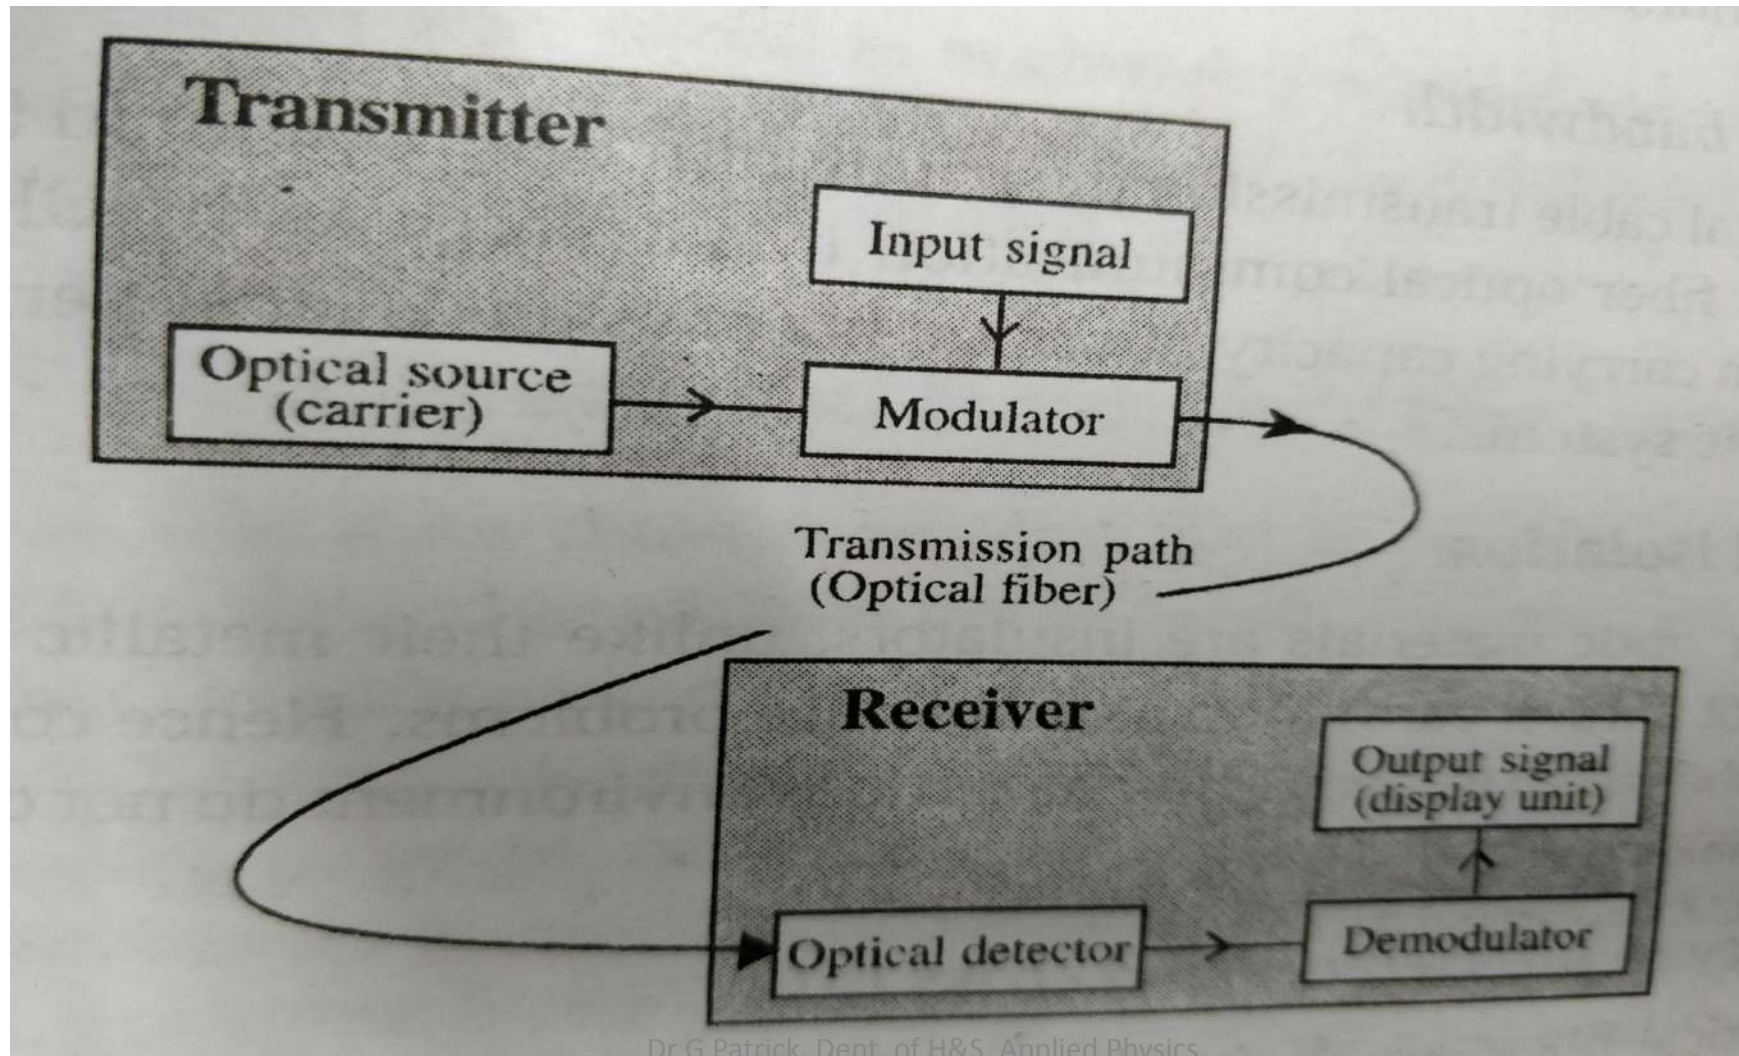 Transmitter
Input signal
Optical source
(carrier)
Modulator
Transmission path
(Optical fiber)
Receiver
Output signal
(display unit)
Optical detector
Demodulator
Dr G Patrick, Dept. of H&S, Applied Physics